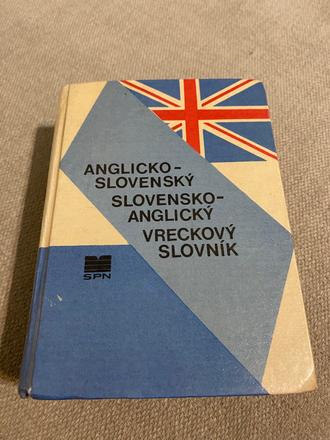 ANGLICKO-
SLOVENSKÝ
SLOVENSKO-
ANGLICKÝ
VRECKOVÝ
SLOVNÍK
SPN